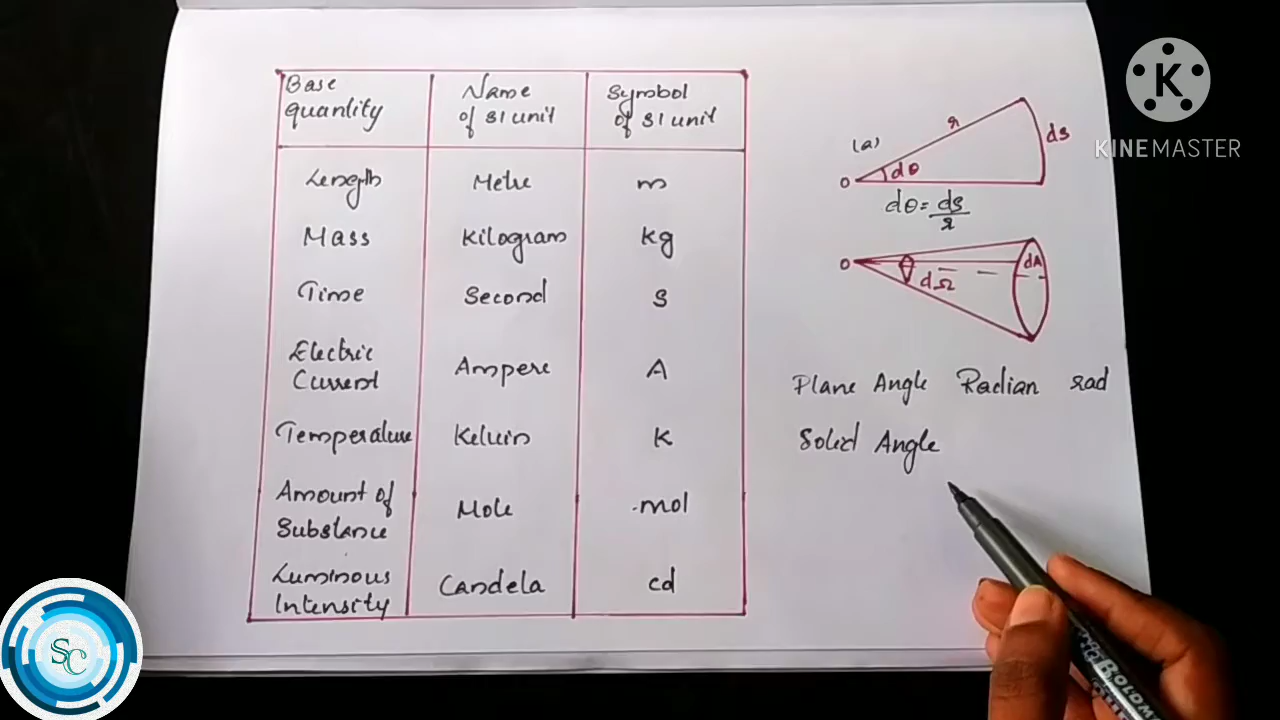 Base quantity | Name of SI unit | Symbol of SI unit
Length | Metre | m
Mass | Kilogram | kg
Time | Second | s
Electric Current | Ampere | A
Temperature | Kelvin | K
Amount of Substance | Mole | mol
Luminous Intensity | Candela | cd
(a)
r
ds
O
dθ
dθ = ds/r
O
dA
dΩ
Plane Angle Radian rad
Solid Angle
K
KINEMASTER
SC